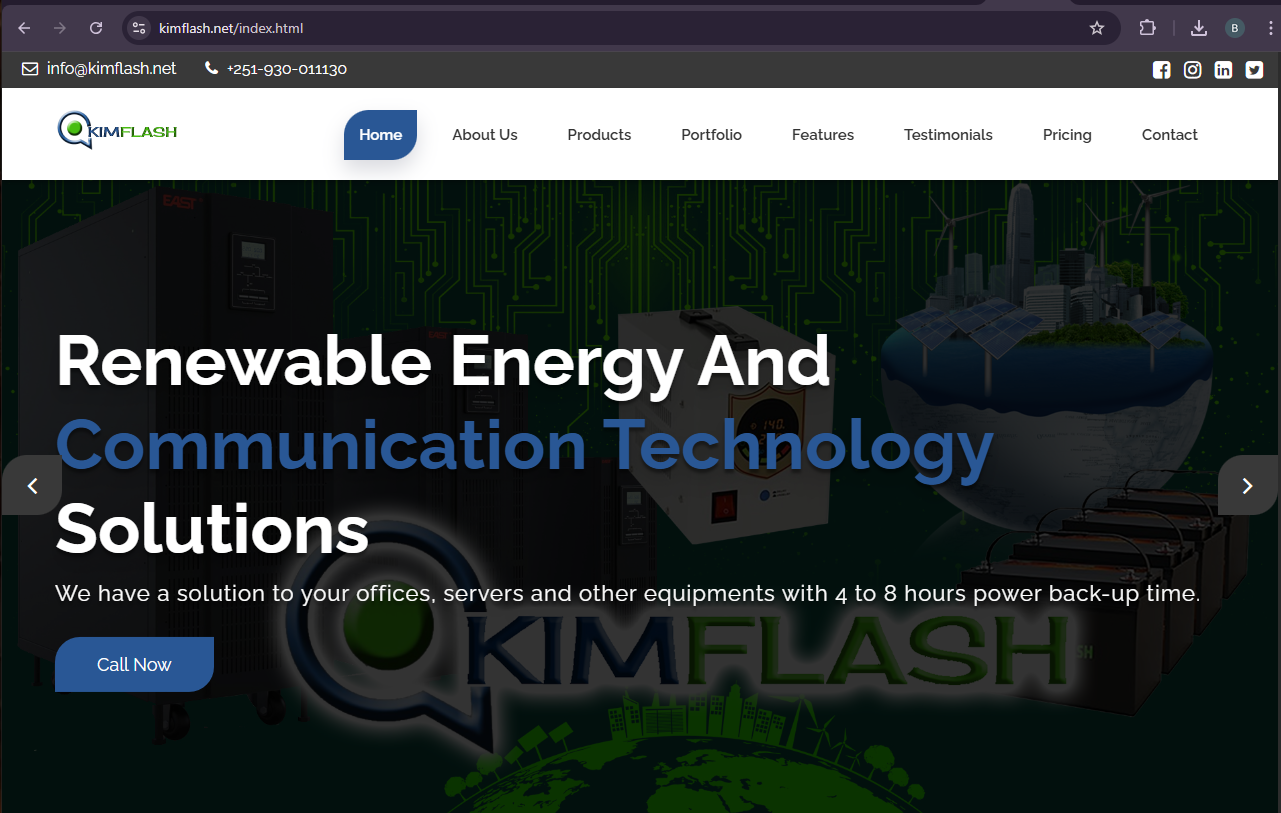 kimflash.net/index.html
B
info@kimflash.net +251-930-011130
KIMFLASH
Home About Us Products Portfolio Features Testimonials Pricing Contact
EAST
Renewable Energy And
Communication Technology
Solutions
We have a solution to your offices, servers and other equipments with 4 to 8 hours power back-up time.
Call Now
KIMFLASH